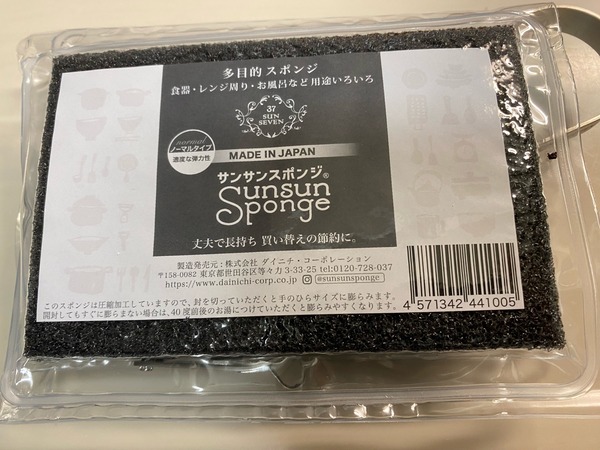 多目的 スポンジ
食器・レンジ周り・お風呂など用途いろいろ
37
SUN
SEVEN
normal
ノーマルタイプ
適度な弾力性
MADE IN JAPAN
サンサンスポンジ®
Sunsun
Sponge
丈夫で長持ち 買い替えの節約に。
製造発売元：株式会社 ダイニチ・コーポレーション
〒158-0082 東京都世田谷区等々力3-33-25 tel:0120-728-037
https://www.dainichi-corp.co.jp @sunsunsponge
4 571342 441005
このスポンジは圧縮加工していますので、封を切っていただくと手のひらサイズに膨らみます。
開封してもすぐに膨らまない場合は、40度前後のお湯につけていただくと膨らみやすくなります。